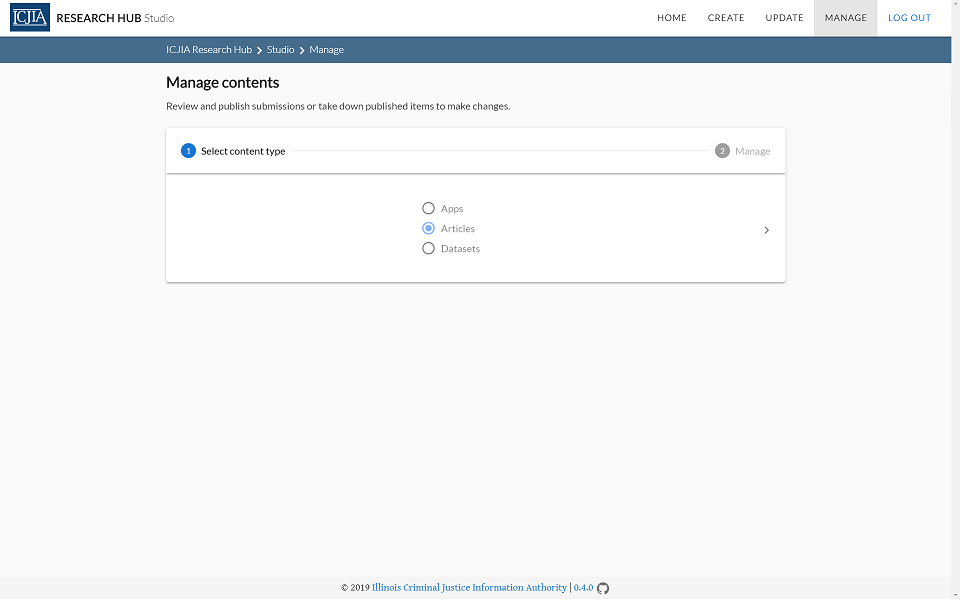 ICJIA RESEARCH HUB Studio HOME CREATE UPDATE MANAGE LOG OUT
ICJIA Research Hub Studio Manage
Manage contents
Review and publish submissions or take down published items to make changes.
1 Select content type 2 Manage
Apps
Articles
Datasets
© 2019 Illinois Criminal Justice Information Authority | 0.4.0